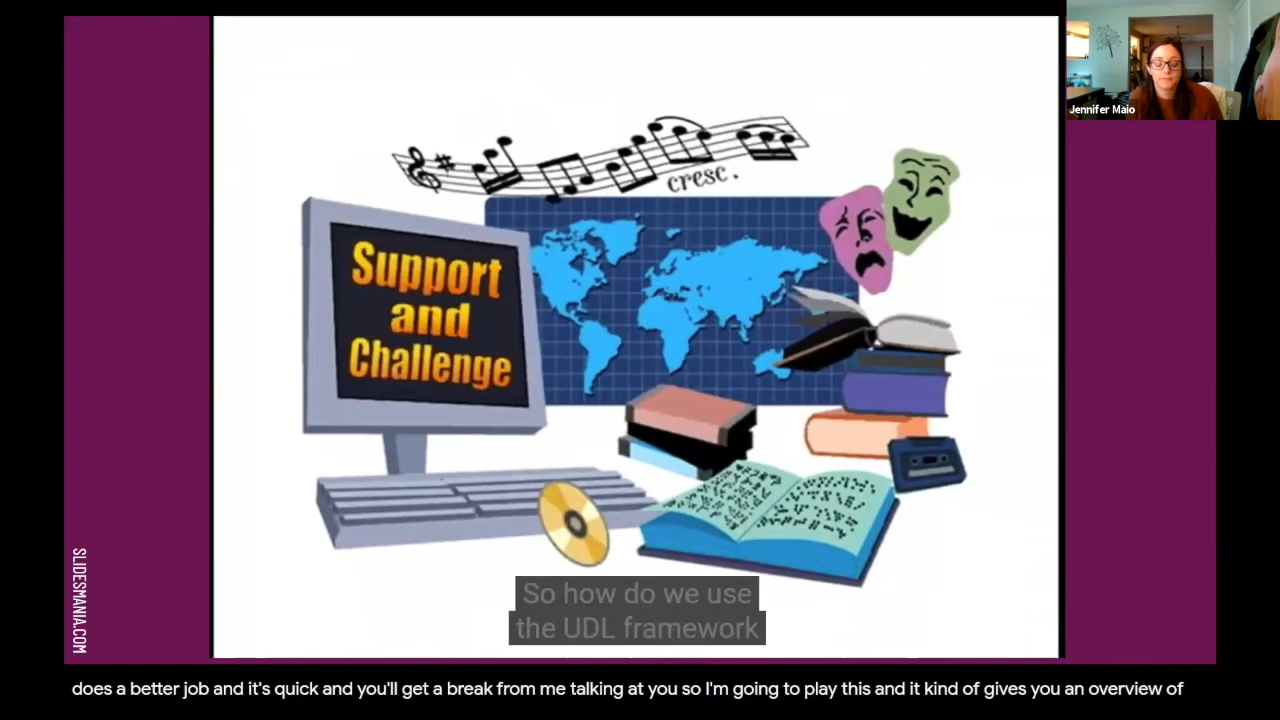 Jennifer Maio
cresc.
Support
and
Challenge
So how do we use
the UDL framework
SLIDESMANIA.COM
does a better job and it's quick and you'll get a break from me talking at you so I'm going to play this and it kind of gives you an overview of